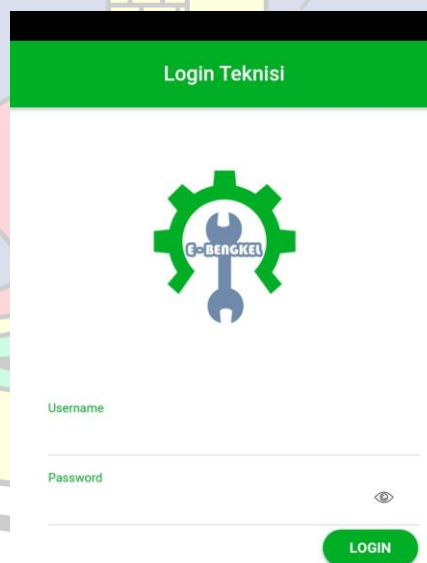 Login Teknisi
E-BENGKEL
Username
Password
LOGIN